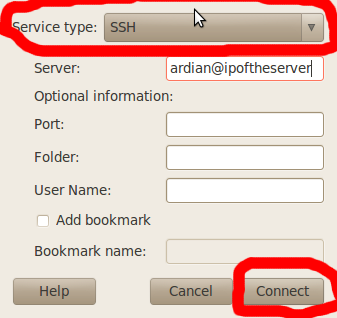 Service type: SSH
Server: ardian@ipoftheserver
Optional information:
Port:
Folder:
User Name:
Add bookmark
Bookmark name:
Help Cancel Connect